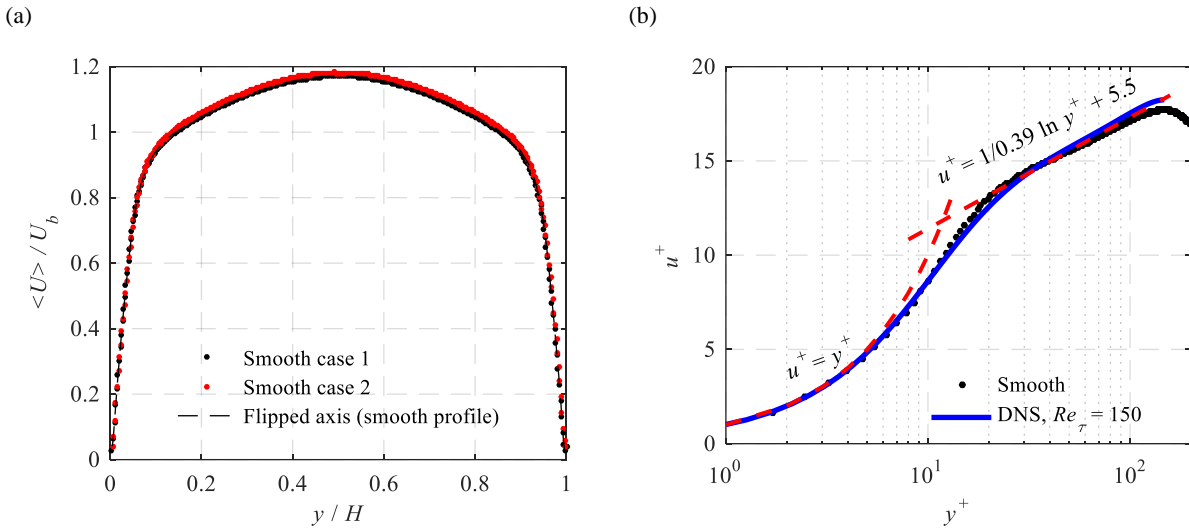 (a)
(b)
<U> / U_b
1.2
1
0.8
0.6
0.4
0.2
0
0
0.2
0.4
0.6
0.8
1
y / H
Smooth case 1
Smooth case 2
Flipped axis (smooth profile)
u^+
20
15
10
5
0
10^0
10^1
10^2
y^+
u^+ = 1/0.39 ln y^+ + 5.5
u^+ = y^+
Smooth
DNS, Re_τ = 150